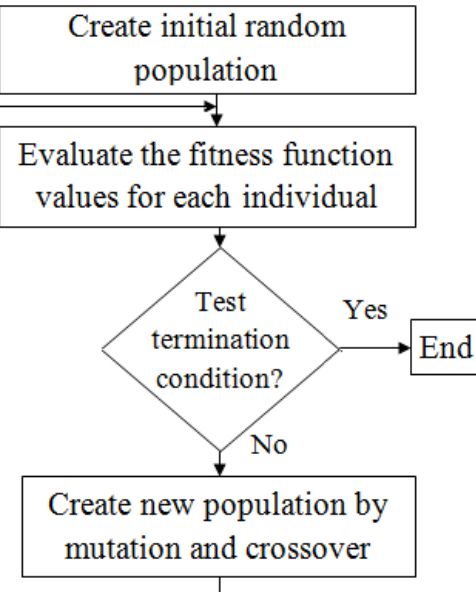 Create initial random
population
Evaluate the fitness function
values for each individual
Test
termination
condition?
Yes
End
No
Create new population by
mutation and crossover